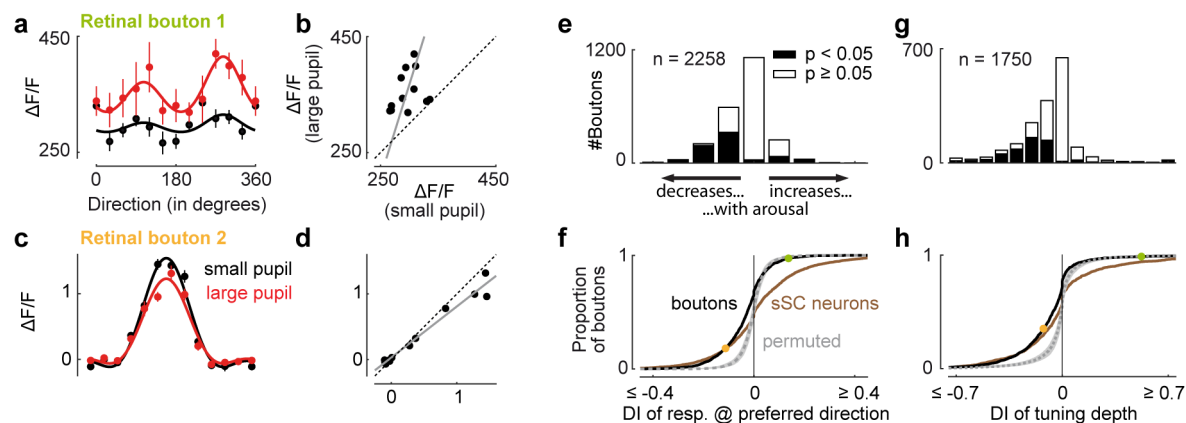 a Retinal bouton 1
450
ΔF/F
250
0 180 360
Direction (in degrees)
b
450
ΔF/F
(large pupil)
250
250 450
ΔF/F
(small pupil)
c Retinal bouton 2
small pupil
large pupil
1
ΔF/F
0
d
1
0
0 1
e
1200
n = 2258
p < 0.05
p ≥ 0.05
#Boutons
0
decreases... increases...
...with arousal
g
700
n = 1750
0
f
1
Proportion
of boutons
boutons sSC neurons
permuted
0
≤ -0.4 0 ≥ 0.4
DI of resp. @ preferred direction
h
1
0
≤ -0.7 0 ≥ 0.7
DI of tuning depth